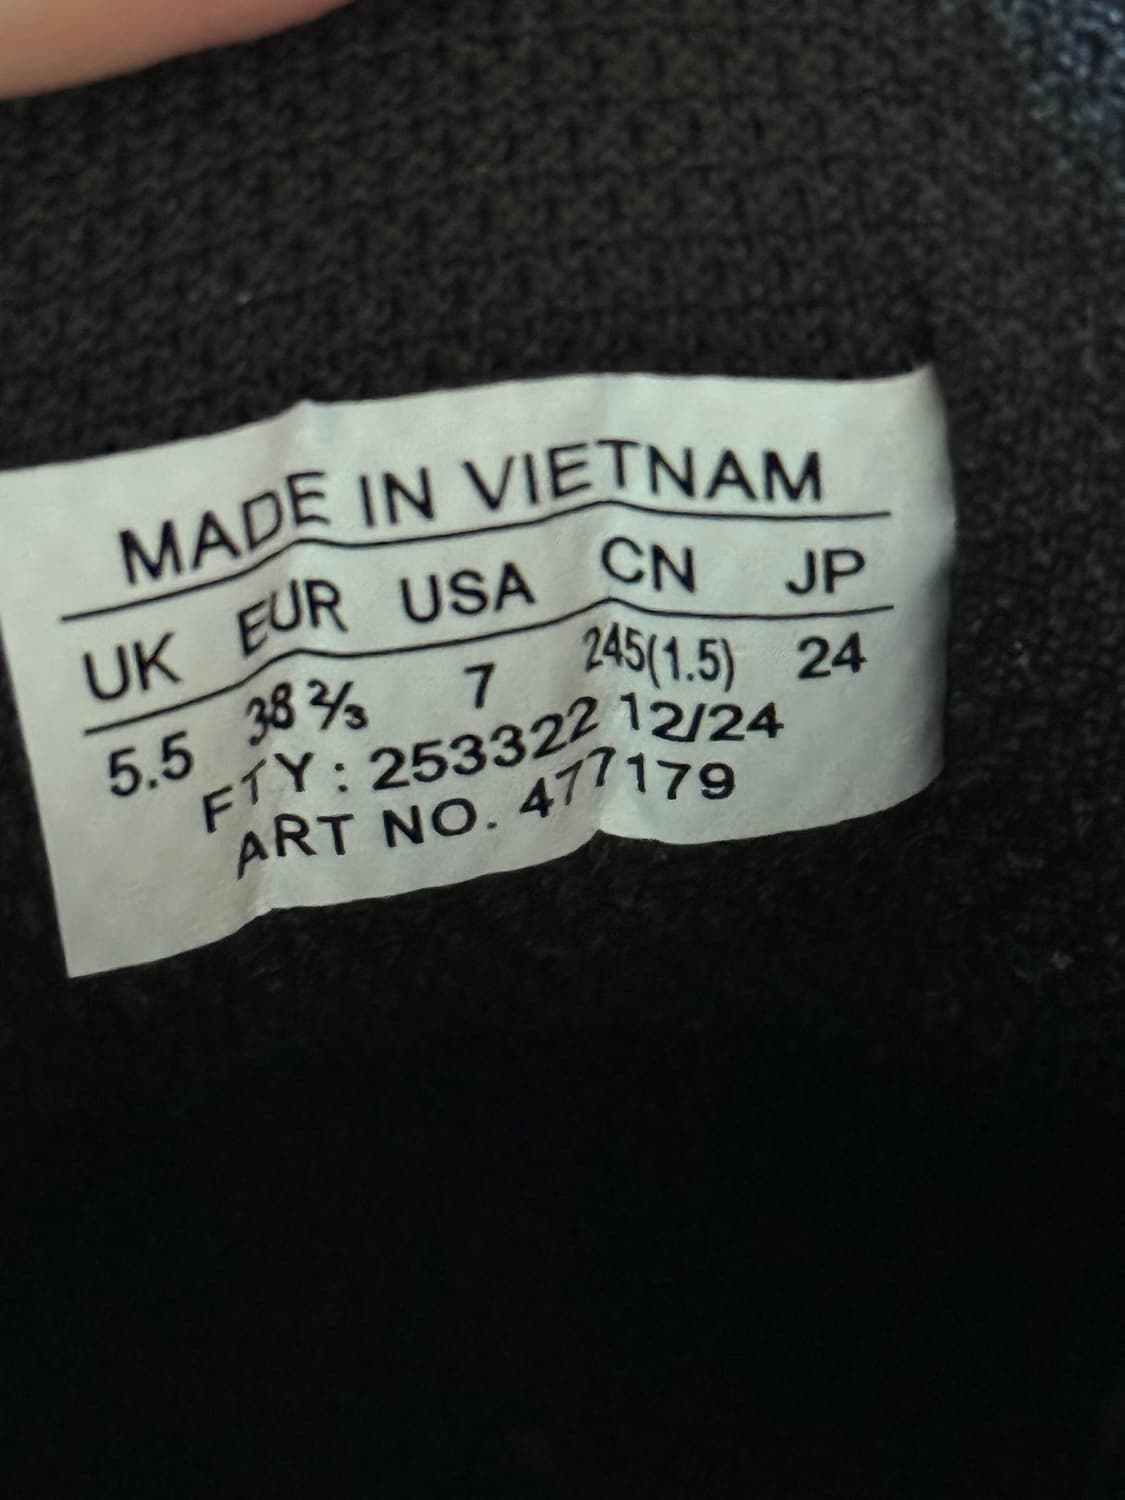 MADE IN VIETNAM
UK EUR USA CN JP
5.5 38 ⅔ 7 245(1.5) 24
FTY : 253322 12/24
ART NO. 477179